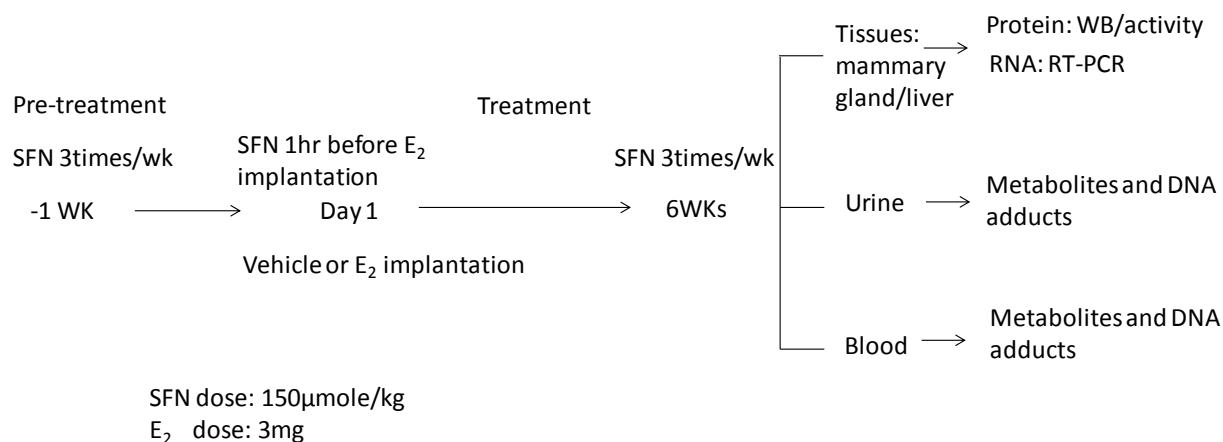 Pre-treatment
SFN 3times/wk
-1 WK
SFN 1hr before E₂
implantation
Day 1
Vehicle or E₂ implantation
Treatment
SFN 3times/wk
6WKs
Tissues:
mammary
gland/liver
Protein: WB/activity
RNA: RT-PCR
Urine
Metabolites and DNA
adducts
Blood
Metabolites and DNA
adducts
SFN dose: 150µmole/kg
E₂ dose: 3mg